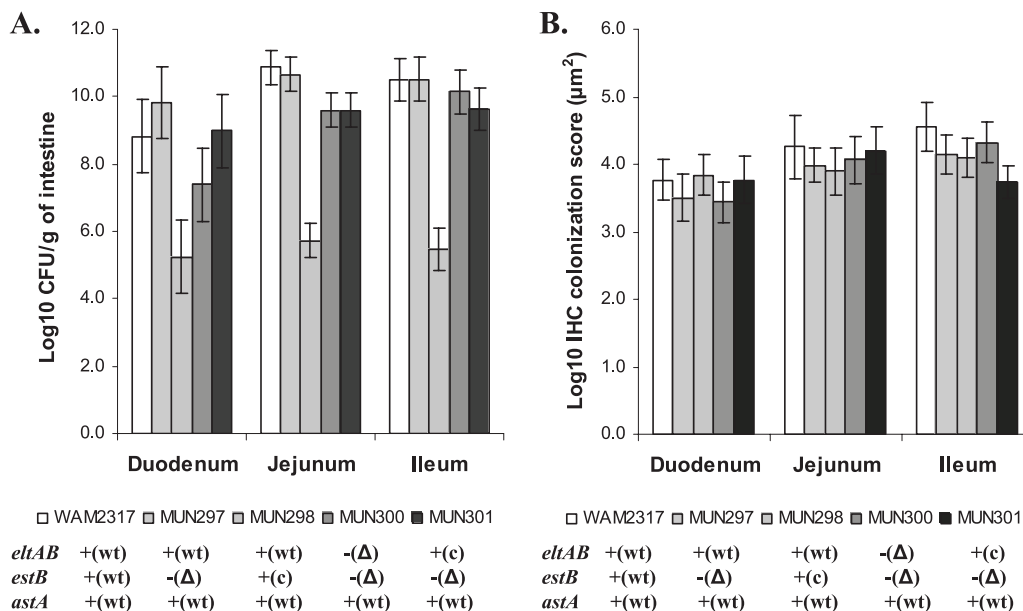 A.
Log10 CFU/g of intestine
12.0
10.0
8.0
6.0
4.0
2.0
0.0
Duodenum Jejunum Ileum
WAM2317 MUN297 MUN298 MUN300 MUN301
eltAB +(wt) +(wt) +(wt) -(Δ) +(c)
estB +(wt) -(Δ) +(c) -(Δ) -(Δ)
astA +(wt) +(wt) +(wt) +(wt) +(wt)
B.
Log10 IHC colonization score (µm²)
6.0
5.0
4.0
3.0
2.0
1.0
0.0
Duodenum Jejunum Ileum
WAM2317 MUN297 MUN298 MUN300 MUN301
eltAB +(wt) +(wt) +(wt) -(Δ) +(c)
estB +(wt) -(Δ) +(c) -(Δ) -(Δ)
astA +(wt) +(wt) +(wt) +(wt) +(wt)